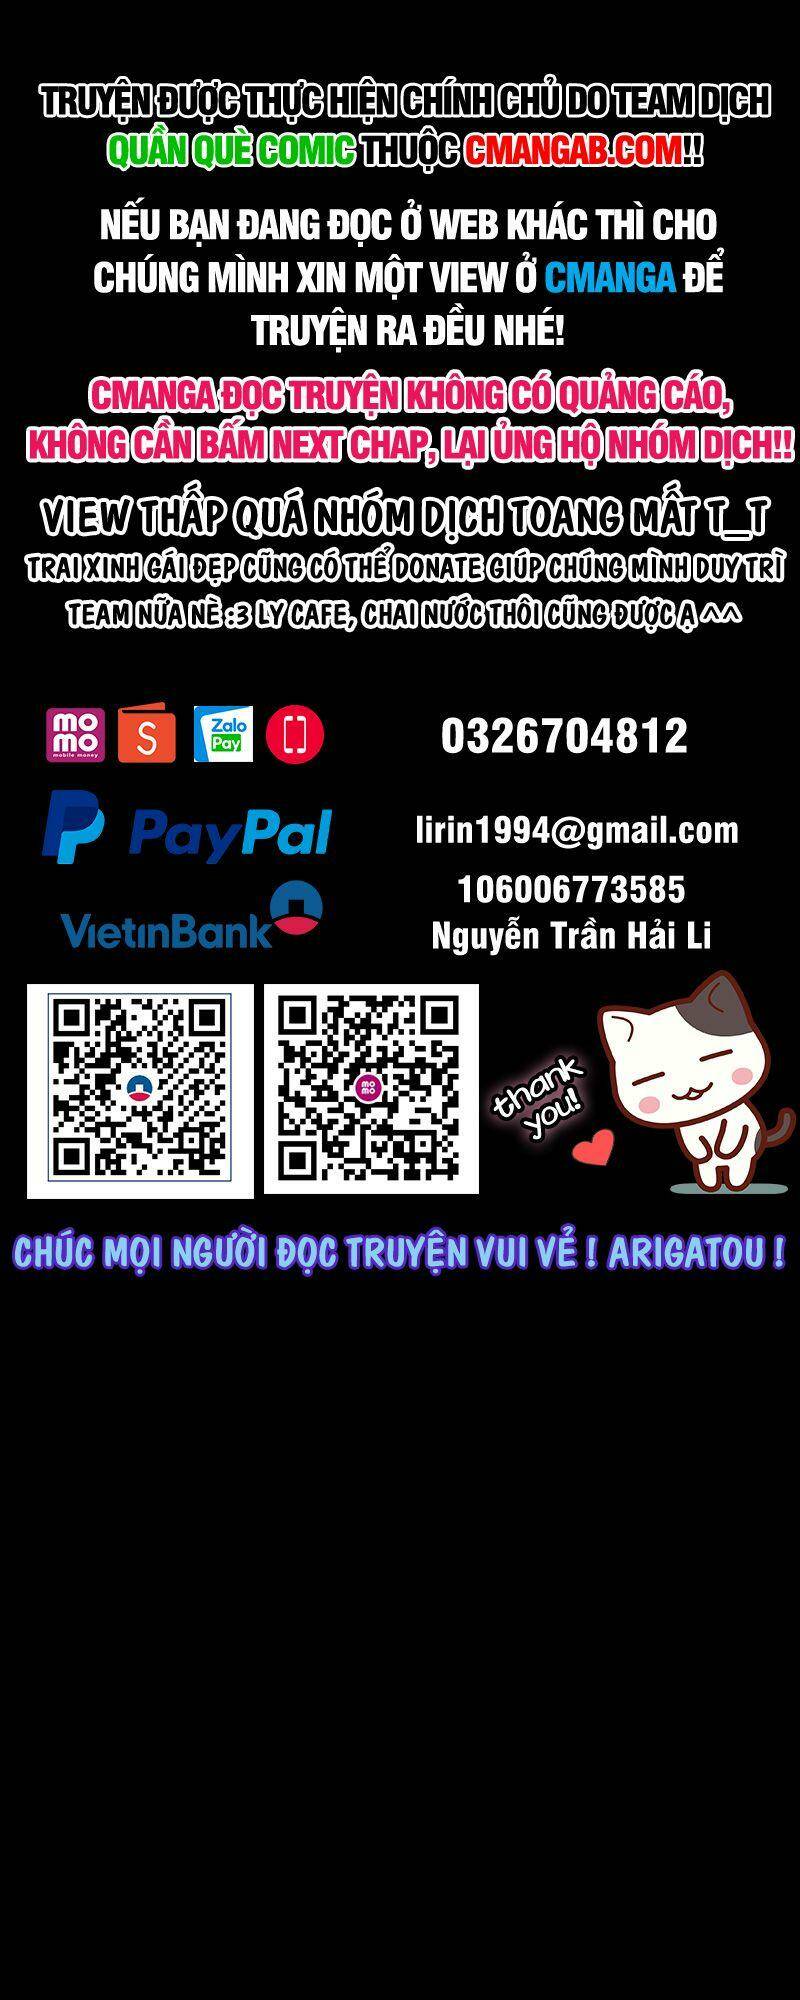 TRUYỆN ĐƯỢC THỰC HIỆN CHÍNH CHỦ DO TEAM DỊCH
QUẦN QUÈ COMIC THUỘC CMANGAB.COM!!
NẾU BẠN ĐANG ĐỌC Ở WEB KHÁC THÌ CHO
CHÚNG MÌNH XIN MỘT VIEW Ở CMANGA ĐỂ
TRUYỆN RA ĐỀU NHÉ!
CMANGA ĐỌC TRUYỆN KHÔNG CÓ QUẢNG CÁO,
KHÔNG CẦN BẤM NEXT CHAP, LẠI ỦNG HỘ NHÓM DỊCH!!
VIEW THẤP QUÁ NHÓM DỊCH TOANG MẤT T_T
TRAI XINH GÁI ĐẸP CŨNG CÓ THỂ DONATE GIÚP CHÚNG MÌNH DUY TRÌ
TEAM NỮA NÈ :3 LY CAFE, CHAI NƯỚC THÔI CŨNG ĐƯỢC Ạ ^^
momo
mobile money
S
Zalo
Pay
0326704812
PayPal
lirin1994@gmail.com
VietinBank
106006773585
Nguyễn Trần Hải Li
momo
thank
you!
CHÚC MỌI NGƯỜI ĐỌC TRUYỆN VUI VẺ ! ARIGATOU !